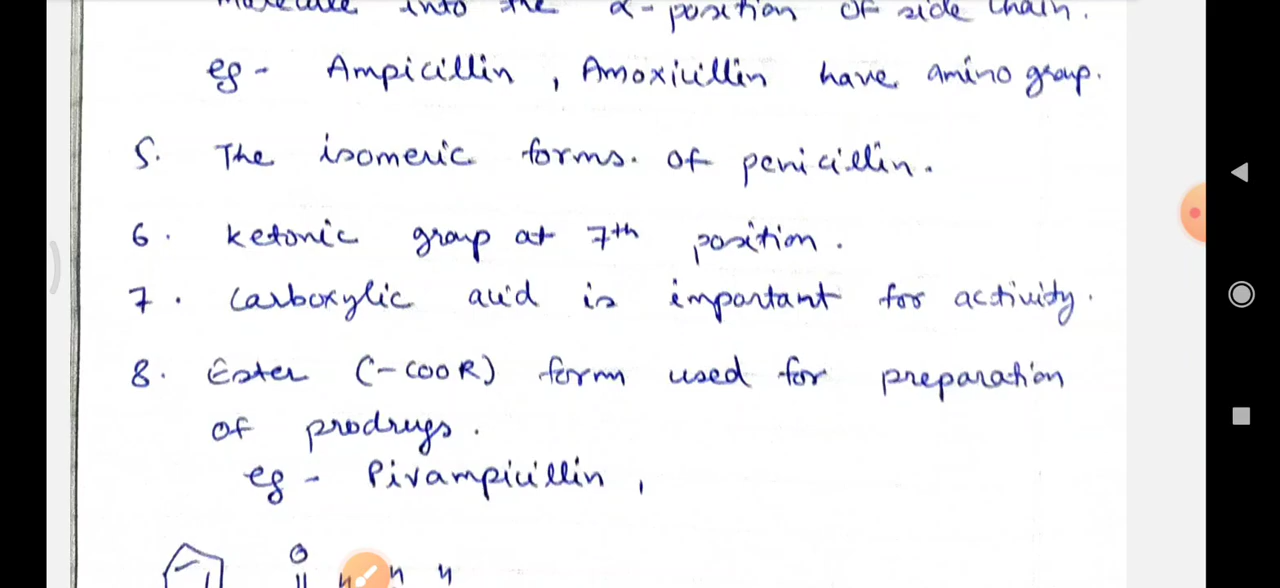 into the α-position of side chain.
eg - Ampicillin, Amoxicillin have amino group.
5. The isomeric forms. of penicillin.
6. Ketonic group at 7th position.
7. Carboxylic acid is important for activity.
8. Ester (-COOR) form used for preparation
of prodrugs.
eg - Pivampicillin,
O